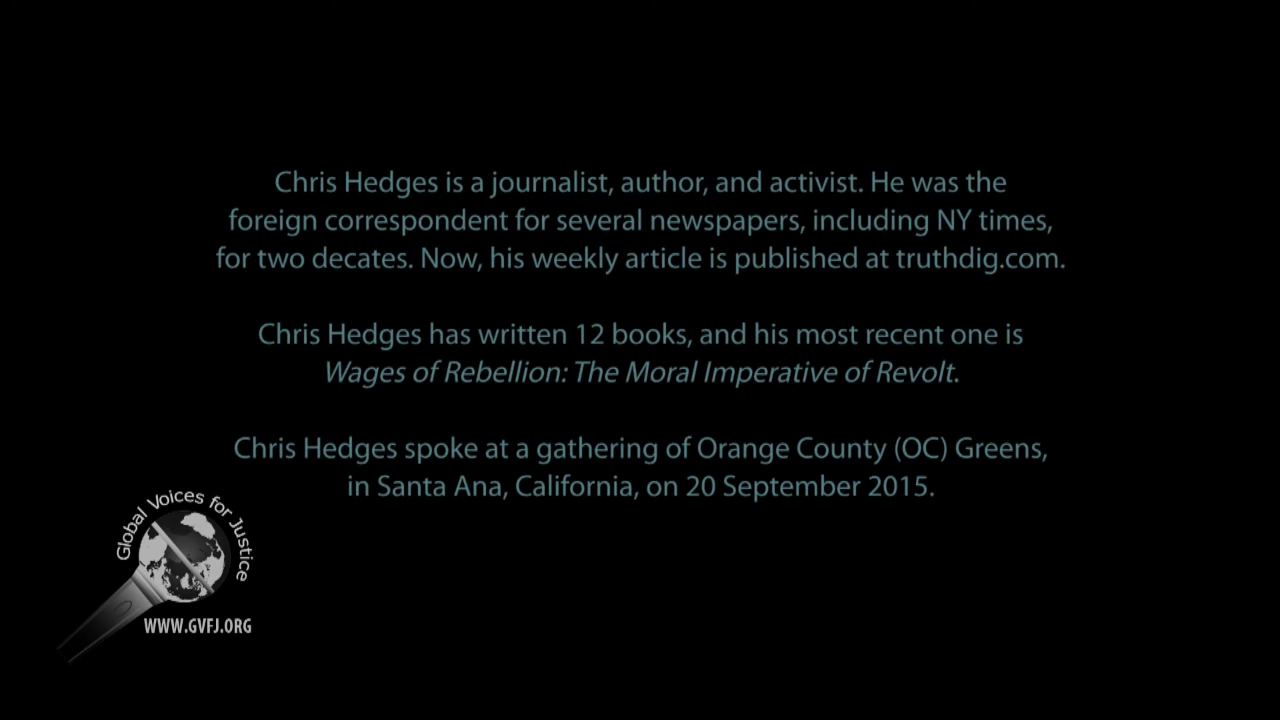 Chris Hedges is a journalist, author, and activist. He was the
foreign correspondent for several newspapers, including NY times,
for two decates. Now, his weekly article is published at truthdig.com.
Chris Hedges has written 12 books, and his most recent one is
Wages of Rebellion: The Moral Imperative of Revolt.
Chris Hedges spoke at a gathering of Orange County (OC) Greens,
in Santa Ana, California, on 20 September 2015.
Global Voices for Justice
WWW.GVFJ.ORG